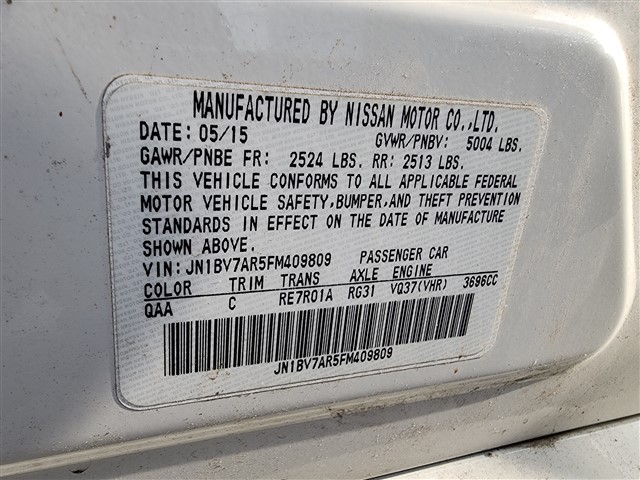 MANUFACTURED BY NISSAN MOTOR CO.,LTD.
DATE: 05/15 GVWR/PNBV: 5004 LBS.
GAWR/PNBE FR: 2524 LBS. RR: 2513 LBS.
THIS VEHICLE CONFORMS TO ALL APPLICABLE FEDERAL
MOTOR VEHICLE SAFETY,BUMPER,AND THEFT PREVENTION
STANDARDS IN EFFECT ON THE DATE OF MANUFACTURE
SHOWN ABOVE.
VIN: JN1BV7AR5FM409809 PASSENGER CAR
COLOR TRIM TRANS AXLE ENGINE
QAA C RE7R01A RG31 VQ37(VHR) 3696CC
JN1BV7AR5FM409809